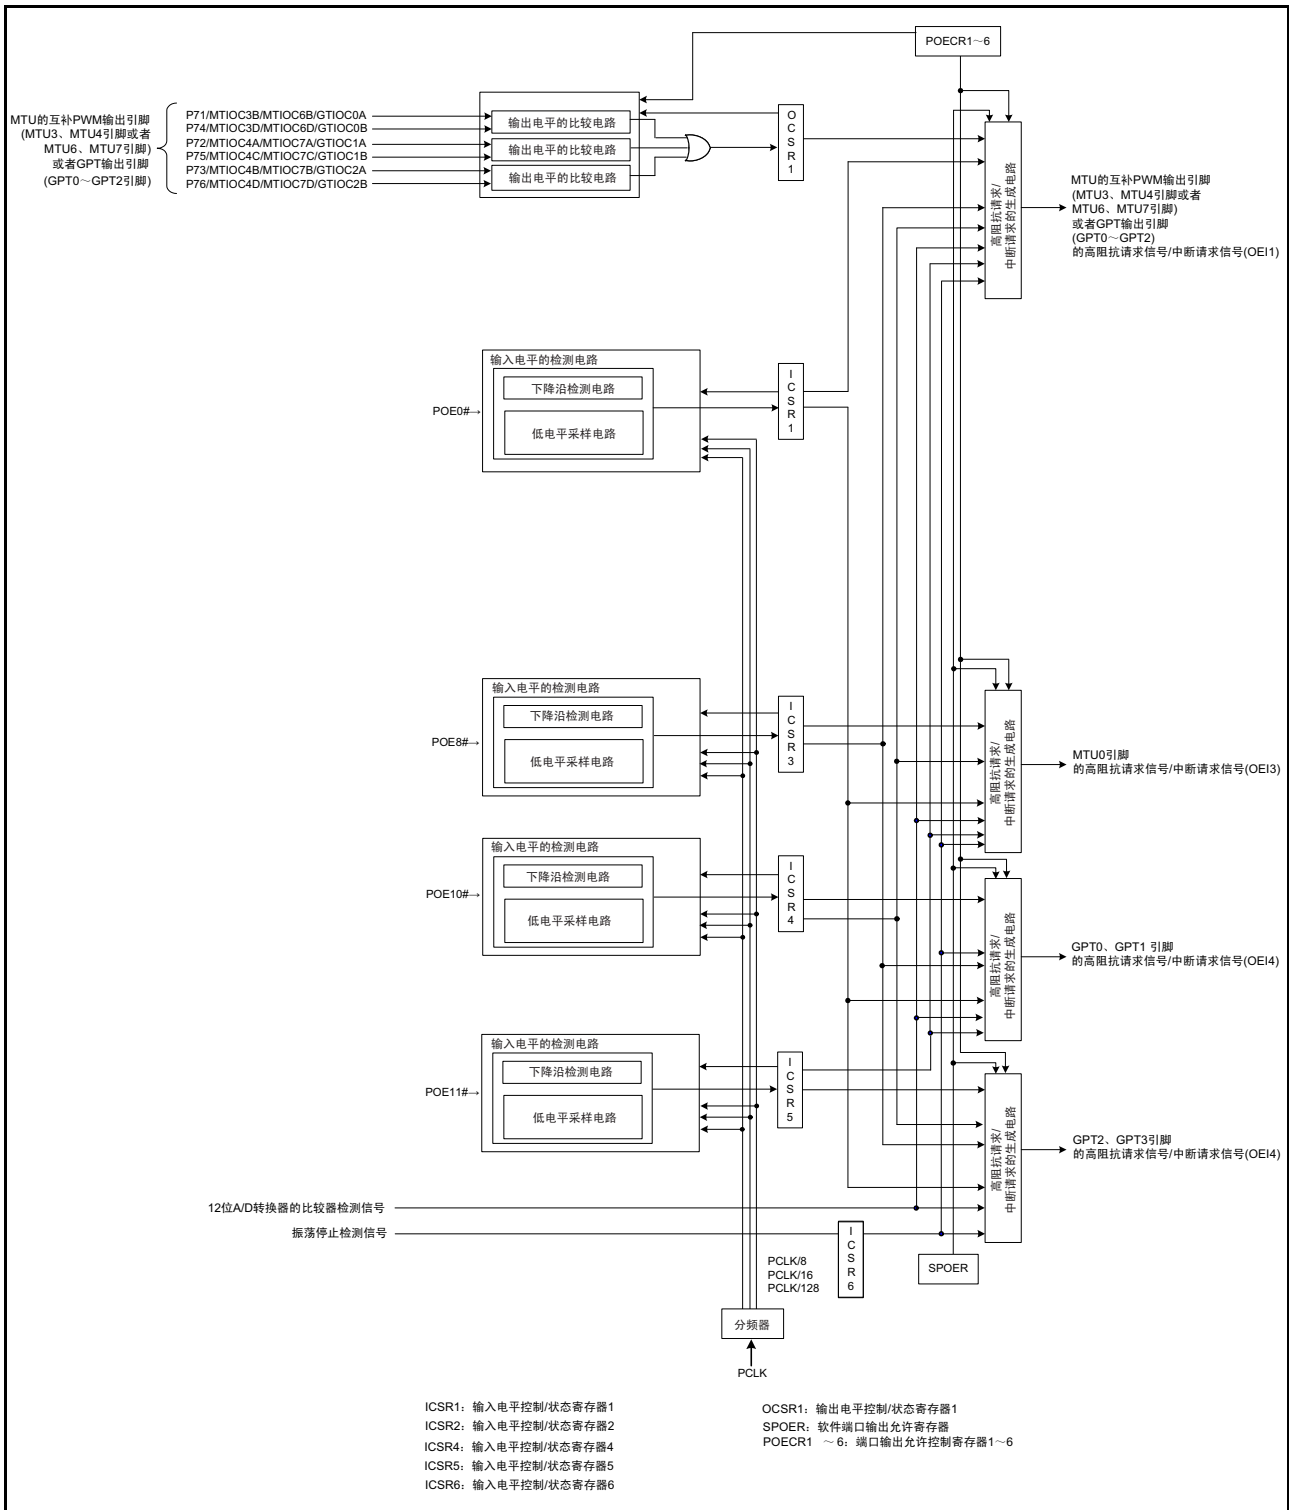 POECR1～6
MTU的互补PWM输出引脚
(MTU3、MTU4引脚或者
MTU6、MTU7引脚)
或者GPT输出引脚
(GPT0～GPT2引脚)
P71/MTIOC3B/MTIOC6B/GTIOC0A
P74/MTIOC3D/MTIOC6D/GTIOC0B
P72/MTIOC4A/MTIOC7A/GTIOC1A
P75/MTIOC4C/MTIOC7C/GTIOC1B
P73/MTIOC4B/MTIOC7B/GTIOC2A
P76/MTIOC4D/MTIOC7D/GTIOC2B
输出电平的比较电路
输出电平的比较电路
输出电平的比较电路
OCSR1
高阻抗请求/
中断请求的生成电路
MTU的互补PWM输出引脚
(MTU3、MTU4引脚或者
MTU6、MTU7引脚)
或者GPT输出引脚
(GPT0～GPT2)
的高阻抗请求信号/中断请求信号(OEI1)
POE0#→
输入电平的检测电路
下降沿检测电路
低电平采样电路
ICSR1
POE8#→
输入电平的检测电路
下降沿检测电路
低电平采样电路
ICSR3
高阻抗请求/
中断请求的生成电路
MTU0引脚
的高阻抗请求信号/中断请求信号(OEI3)
POE10#→
输入电平的检测电路
下降沿检测电路
低电平采样电路
ICSR4
高阻抗请求/
中断请求的生成电路
GPT0、GPT1 引脚
的高阻抗请求信号/中断请求信号(OEI4)
POE11#→
输入电平的检测电路
下降沿检测电路
低电平采样电路
ICSR5
高阻抗请求/
中断请求的生成电路
GPT2、GPT3引脚
的高阻抗请求信号/中断请求信号(OEI4)
12位A/D转换器的比较器检测信号
振荡停止检测信号
ICSR6
SPOER
PCLK/8
PCLK/16
PCLK/128
分频器
PCLK
ICSR1：输入电平控制/状态寄存器1
ICSR2：输入电平控制/状态寄存器2
ICSR4：输入电平控制/状态寄存器4
ICSR5：输入电平控制/状态寄存器5
ICSR6：输入电平控制/状态寄存器6
OCSR1：输出电平控制/状态寄存器1
SPOER：软件端口输出允许寄存器
POECR1 ～6：端口输出允许控制寄存器1～6